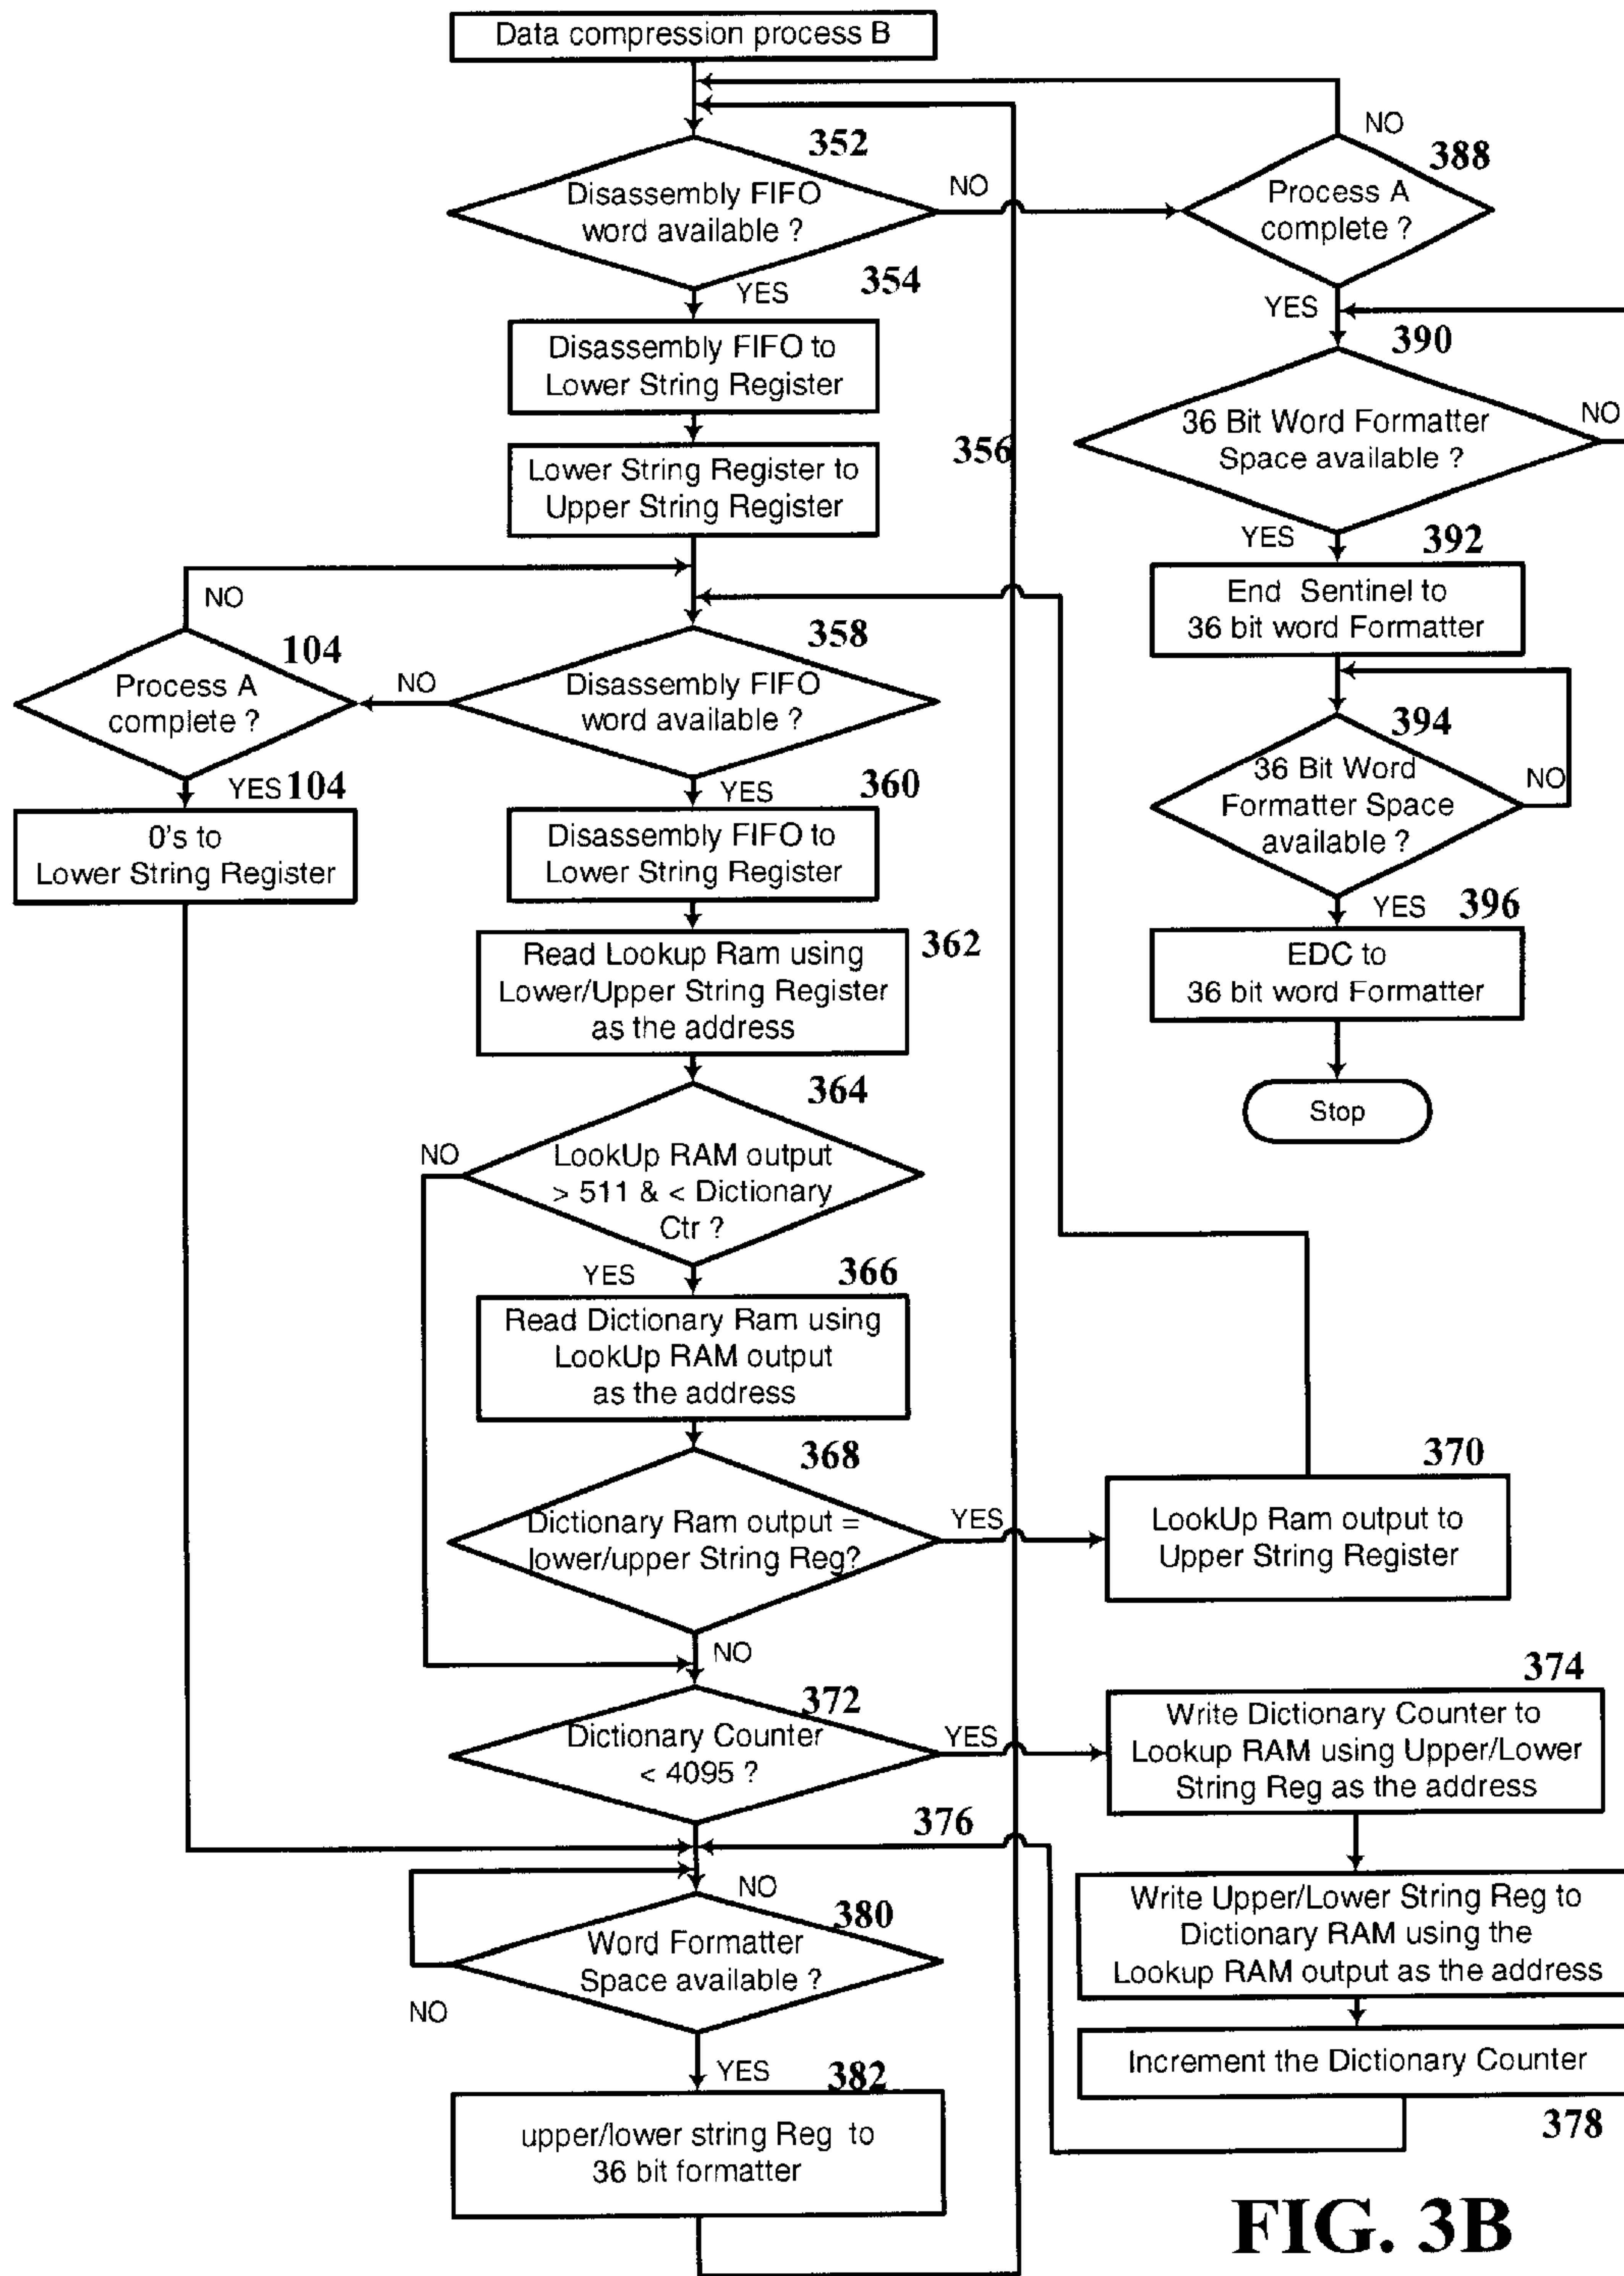 Data compression process B
352
Disassembly FIFO
word available ?
NO
YES
354
Disassembly FIFO to
Lower String Register
356
Lower String Register to
Upper String Register
NO
388
Process A
complete ?
YES
390
36 Bit Word Formatter
Space available ?
NO
YES
392
End Sentinel to
36 bit word Formatter
394
36 Bit Word
Formatter Space
available ?
NO
YES
396
EDC to
36 bit word Formatter
Stop
NO
104
Process A
complete ?
NO
YES
104
0's to
Lower String Register
358
Disassembly FIFO
word available ?
YES
360
Disassembly FIFO to
Lower String Register
362
Read Lookup Ram using
Lower/Upper String Register
as the address
364
NO
LookUp RAM output
> 511 & < Dictionary
Ctr ?
YES
366
Read Dictionary Ram using
LookUp RAM output
as the address
368
Dictionary Ram output =
lower/upper String Reg?
YES
370
LookUp Ram output to
Upper String Register
NO
372
Dictionary Counter
< 4095 ?
YES
374
Write Dictionary Counter to
Lookup RAM using Upper/Lower
String Reg as the address
376
Write Upper/Lower String Reg to
Dictionary RAM using the
Lookup RAM output as the address
Increment the Dictionary Counter
378
NO
380
Word Formatter
Space available ?
NO
YES
382
upper/lower string Reg to
36 bit formatter
FIG. 3B